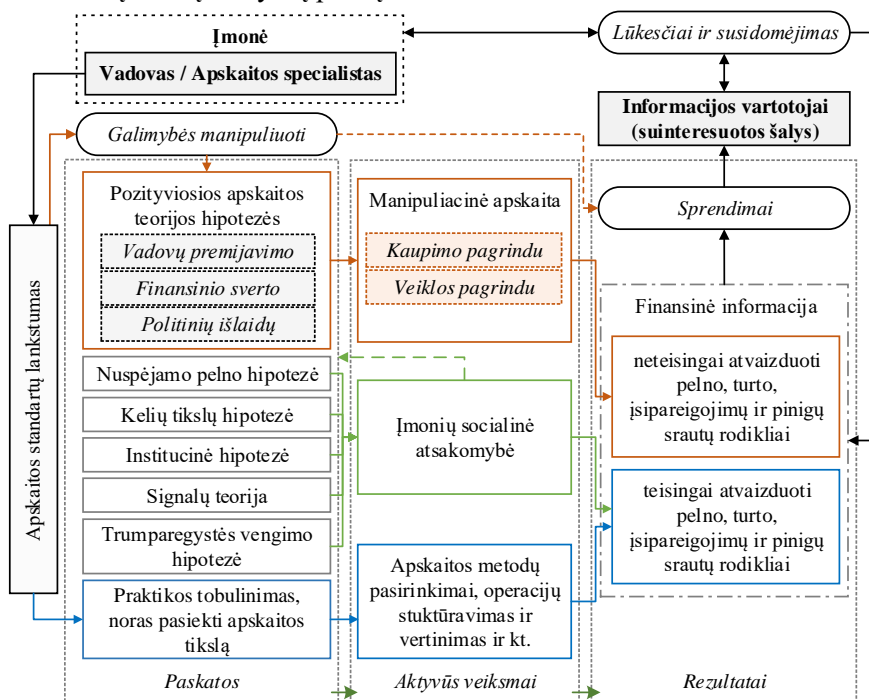 Įmonė
Vadovas / Apskaitos specialistas
Lūkesčiai ir susidomėjimas
Informacijos vartotojai
(suinteresuotos šalys)
Galimybės manipuliuoti
Apskaitos standartų lankstumas
Pozityviosios apskaitos
teorijos hipotezės
Vadovų premijavimo
Finansinio sverto
Politinių išlaidų
Nuspėjamo pelno hipotezė
Kelių tikslų hipotezė
Institucinė hipotezė
Signalų teorija
Trumparegystės vengimo
hipotezė
Praktikos tobulinimas,
noras pasiekti apskaitos
tikslą
Paskatos
Manipuliacinė apskaita
Kaupimo pagrindu
Veiklos pagrindu
Įmonių socialinė
atsakomybė
Apskaitos metodų
pasirinkimai, operacijų
stuktūravimas ir
vertinimas ir kt.
Aktyvūs veiksmai
Sprendimai
Finansinė informacija
neteisingai atvaizduoti
pelno, turto,
įsipareigojimų ir pinigų
srautų rodikliai
teisingai atvaizduoti
pelno, turto,
įsipareigojimų ir pinigų
srautų rodikliai
Rezultatai